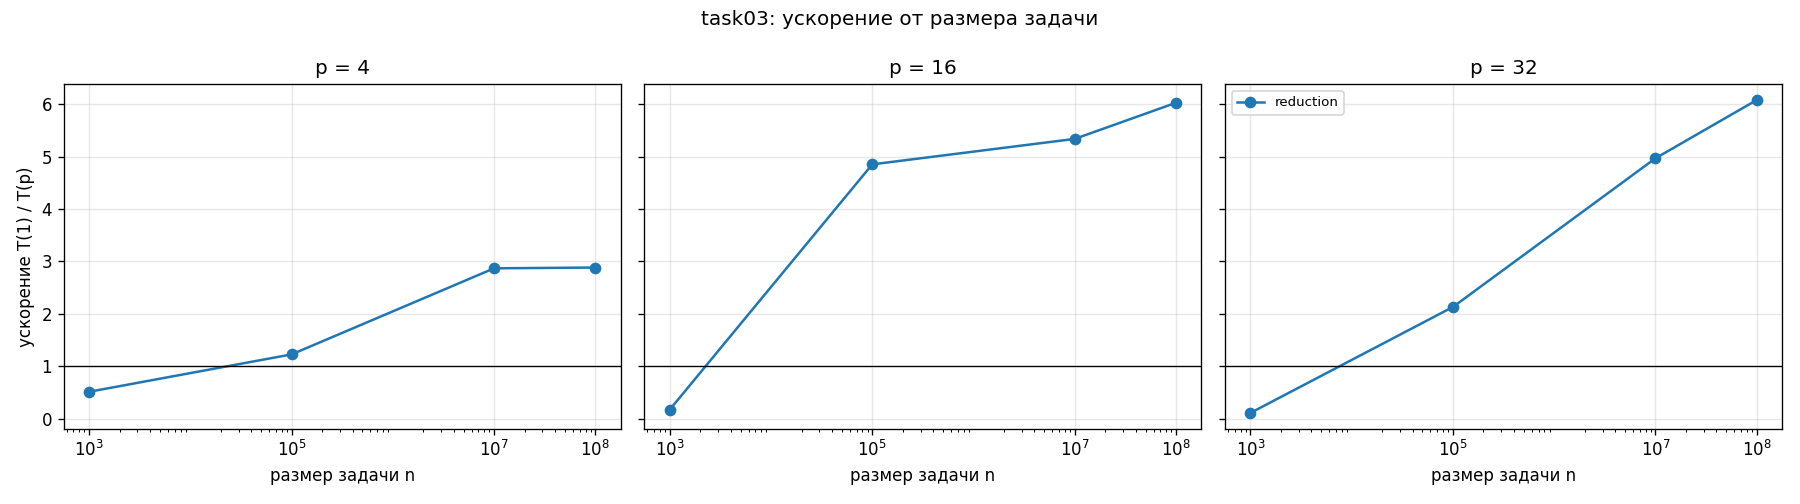 task03: ускорение от размера задачи
p = 4
p = 16
p = 32
ускорение T(1) / T(p)
6
5
4
3
2
1
0
reduction
10³ 10⁵ 10⁷ 10⁸
10³ 10⁵ 10⁷ 10⁸
10³ 10⁵ 10⁷ 10⁸
размер задачи n
размер задачи n
размер задачи n